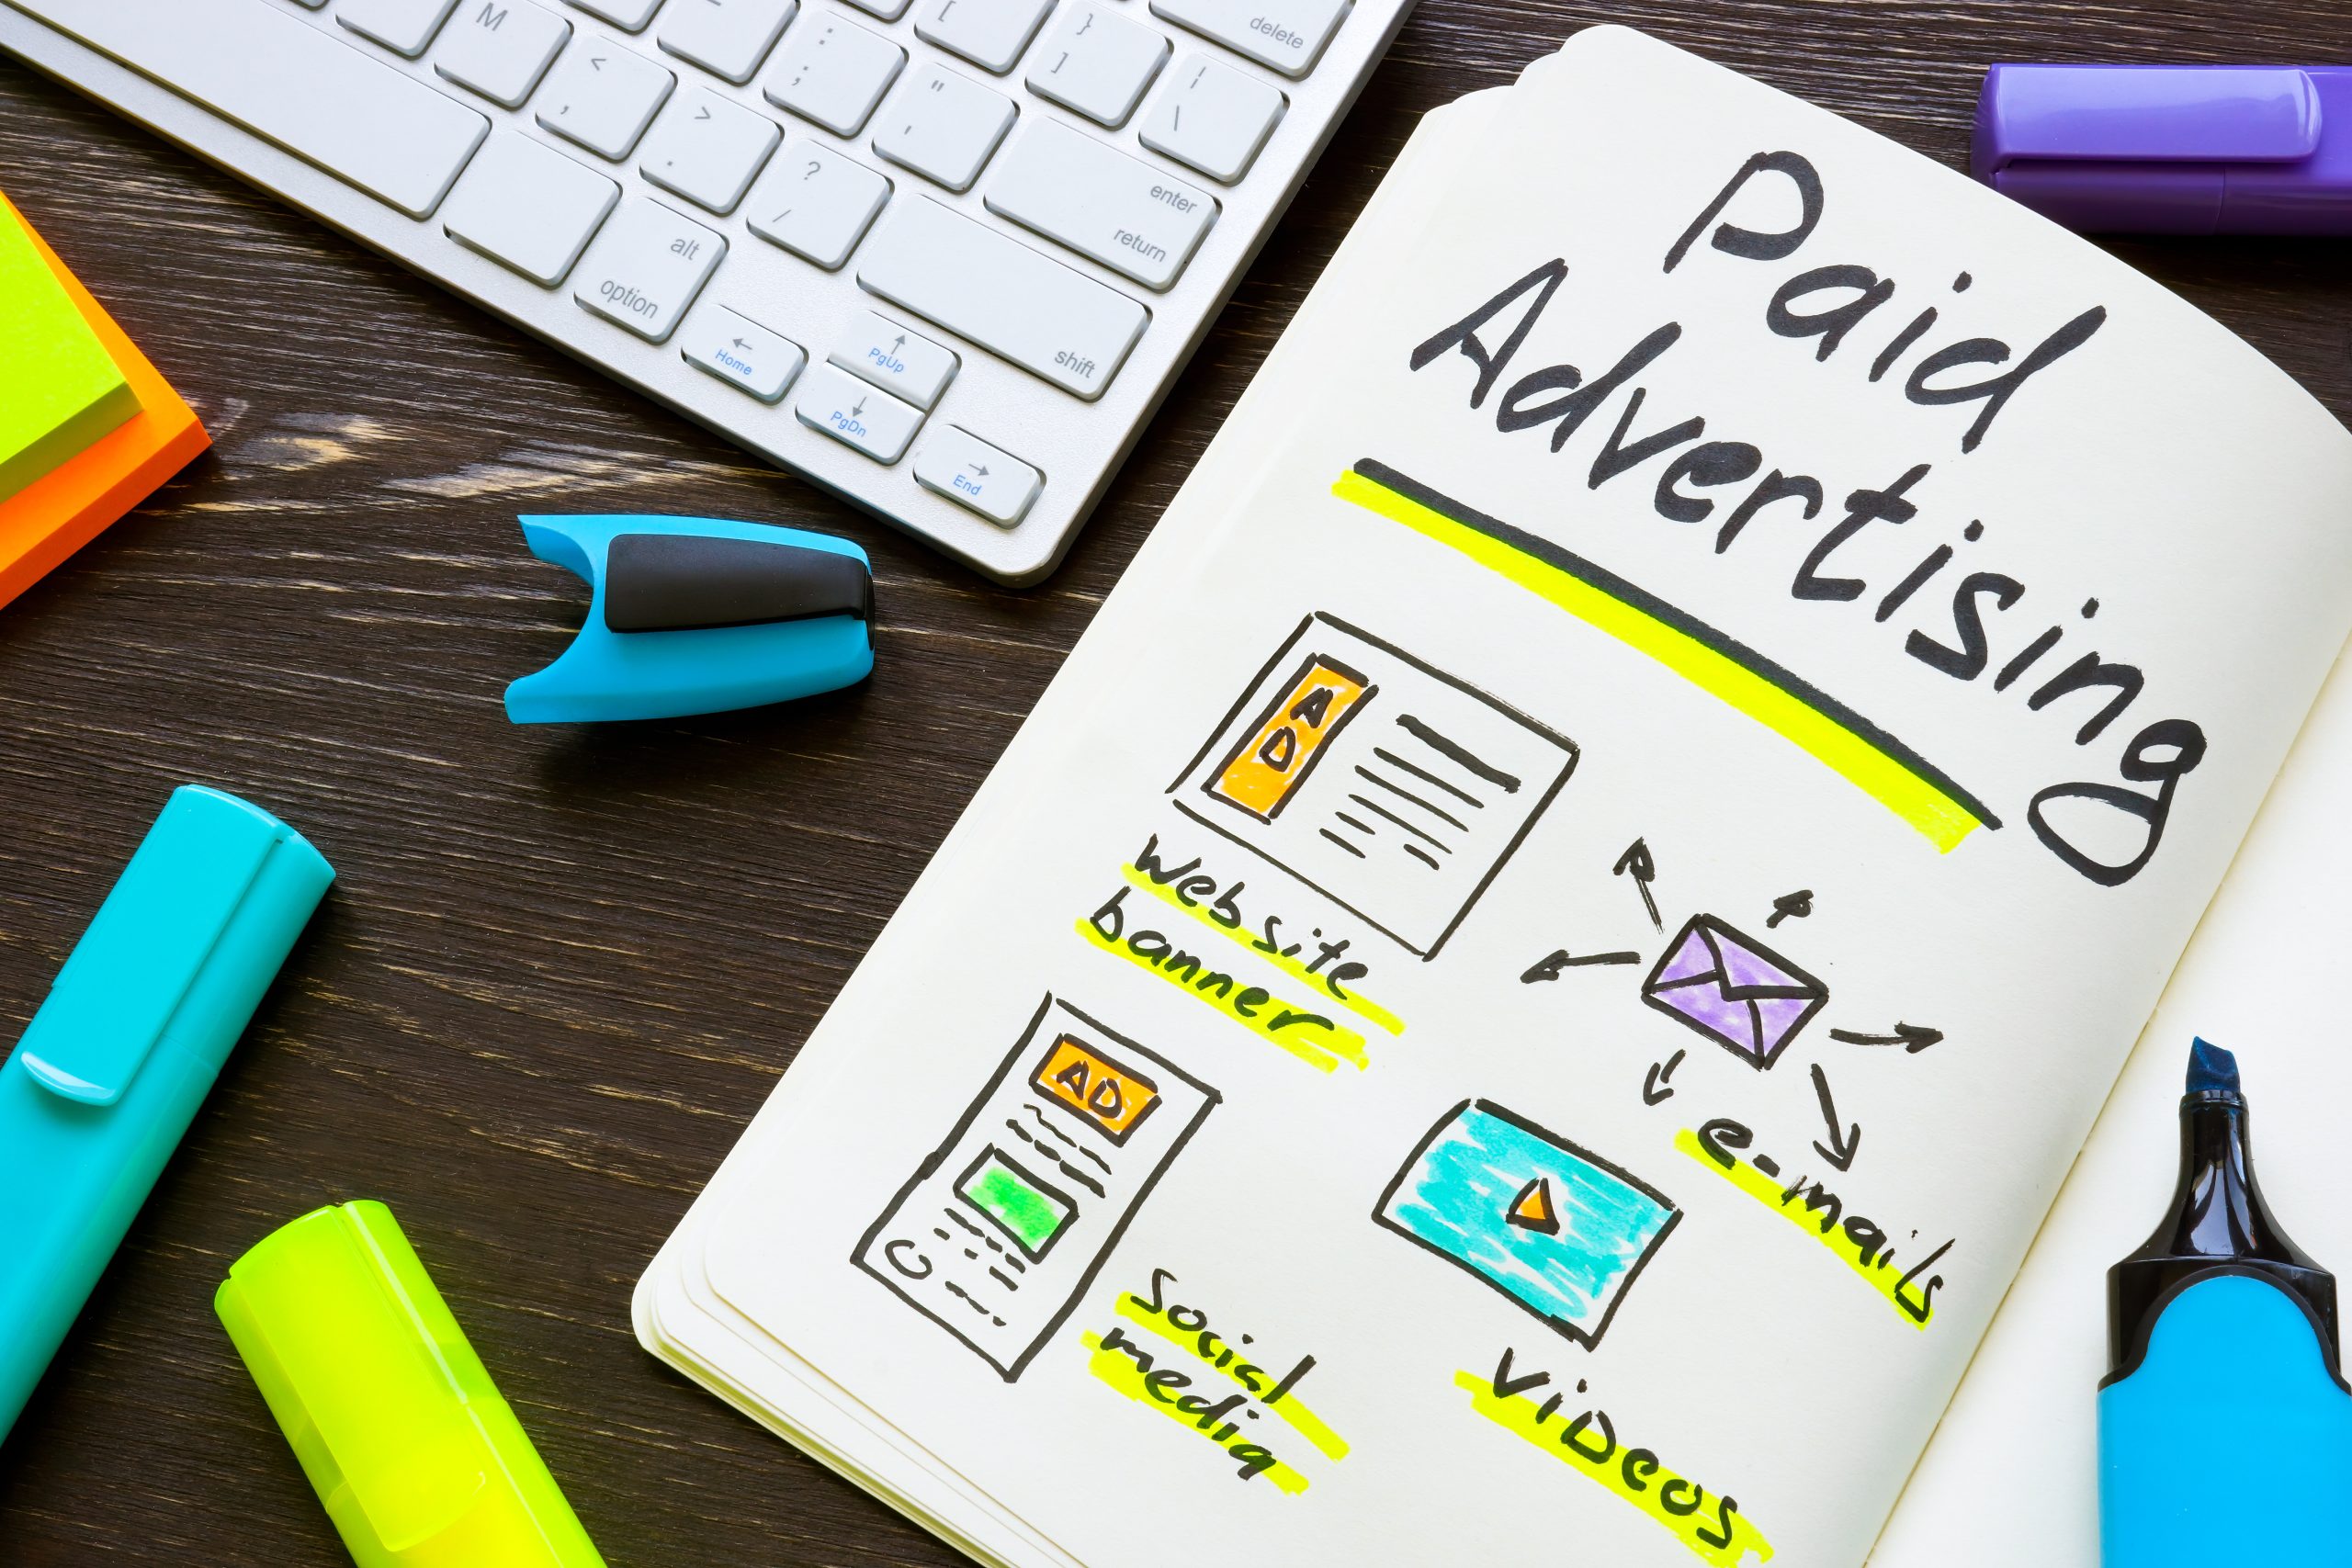 M
<
,
>
.
:
;
?
/
"
'
[
}
]
|
\
delete
enter
return
shift
alt
option
←
Home
↑
PgUp
↓
PgDn
→
End
Paid
Advertising
A
D
Website
banner
e-mails
AD
Social
media
ViDeos